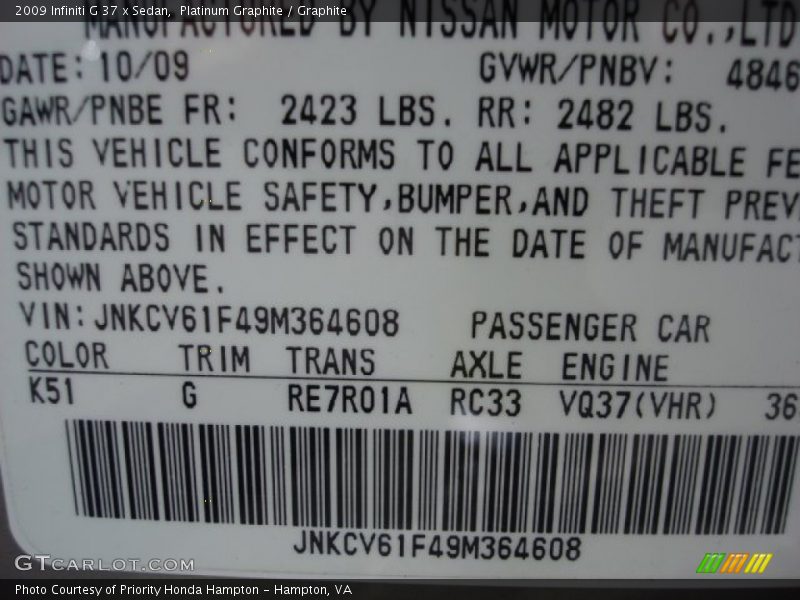 2009 Infiniti G 37 x Sedan, Platinum Graphite / Graphite
MANUFACTURED BY NISSAN MOTOR CO.,LTD
DATE: 10/09 GVWR/PNBV: 4846
GAWR/PNBE FR: 2423 LBS. RR: 2482 LBS.
THIS VEHICLE CONFORMS TO ALL APPLICABLE FE
MOTOR VEHICLE SAFETY,BUMPER,AND THEFT PREV
STANDARDS IN EFFECT ON THE DATE OF MANUFACT
SHOWN ABOVE.
VIN: JNKCV61F49M364608 PASSENGER CAR
COLOR TRIM TRANS AXLE ENGINE
K51 G RE7R01A RC33 VQ37(VHR) 36
JNKCV61F49M364608
GTCARLOT.COM
Photo Courtesy of Priority Honda Hampton – Hampton, VA